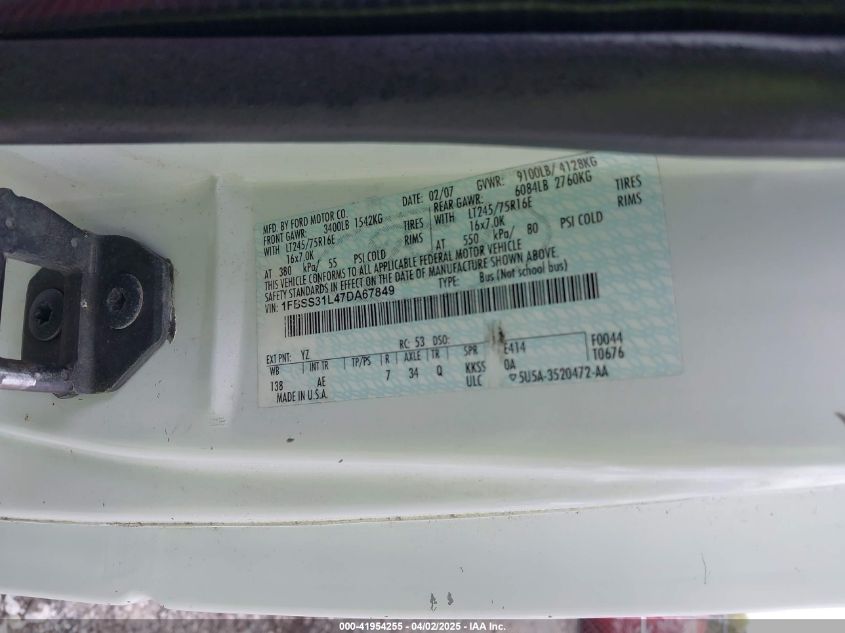 MFD. BY FORD MOTOR CO. DATE: 02/07 GVWR: 9100LB/ 4128KG
FRONT GAWR: 3400LB 1542KG REAR GAWR: 6084LB 2760KG
WITH LT245/75R16E TIRES WITH LT245/75R16E TIRES
16x7.0K RIMS 16x7.0K RIMS
AT 380 kPa/ 55 PSI COLD AT 550 kPa/ 80 PSI COLD
THIS VEHICLE CONFORMS TO ALL APPLICABLE FEDERAL MOTOR VEHICLE
SAFETY STANDARDS IN EFFECT ON THE DATE OF MANUFACTURE SHOWN ABOVE.
VIN: 1FBSS31L47DA67849 TYPE: Bus (Not school bus)
EXT PNT: YZ RC: 53 DSO: F0044
WB INT TR TP/PS R AXLE TR SPR E414 T0676
138 AE 7 34 Q KKSS 0A
MADE IN U.S.A. ULC 5U5A-3520472-AA
000-41954255 - 04/02/2025 - IAA Inc.